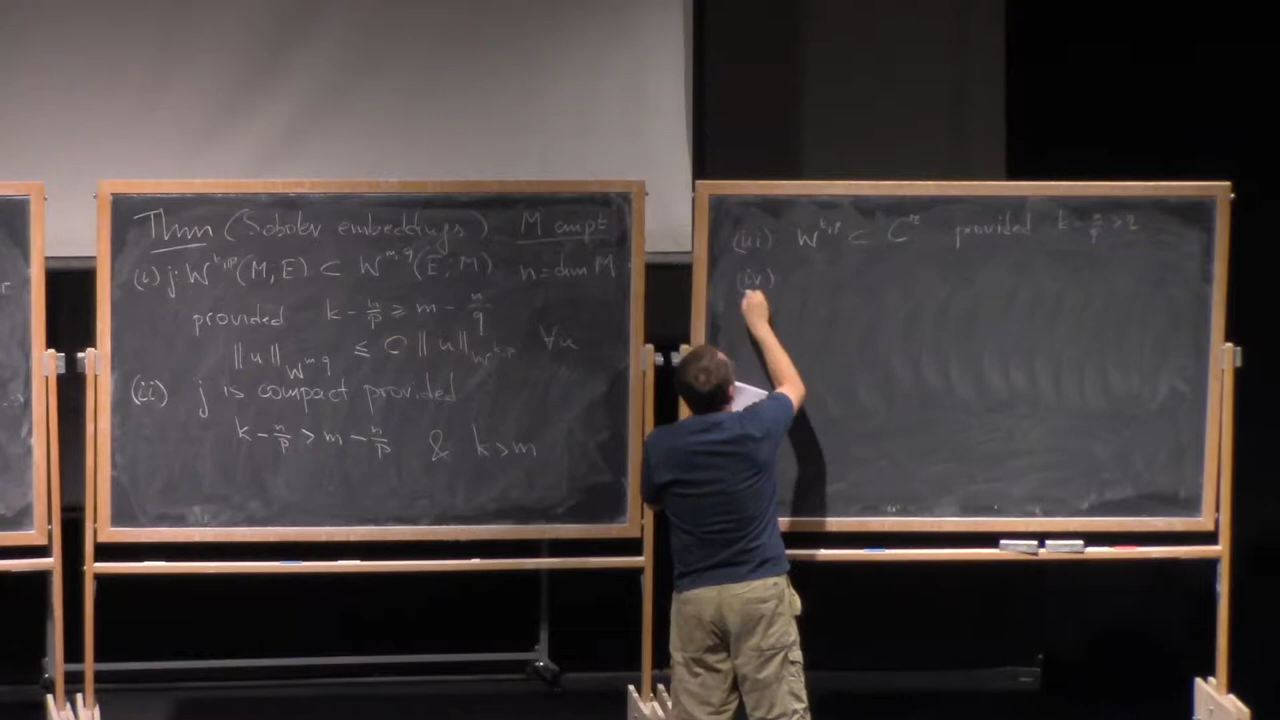 Thm (Sobolev embeddings) M cmpt
(i) j: W^{k,p}(M,E) ⊂ W^{m,q}(E;M) n=dim M
provided k - n/p ≥ m - n/q
||u||_{W^{m,q}} ≤ C ||u||_{W^{k,p}} ∀u
(ii) j is compact provided
k - n/p > m - n/p & k > m
(iii) W^{k,p} ⊂ C^r provided k - n/p > r
(iv)